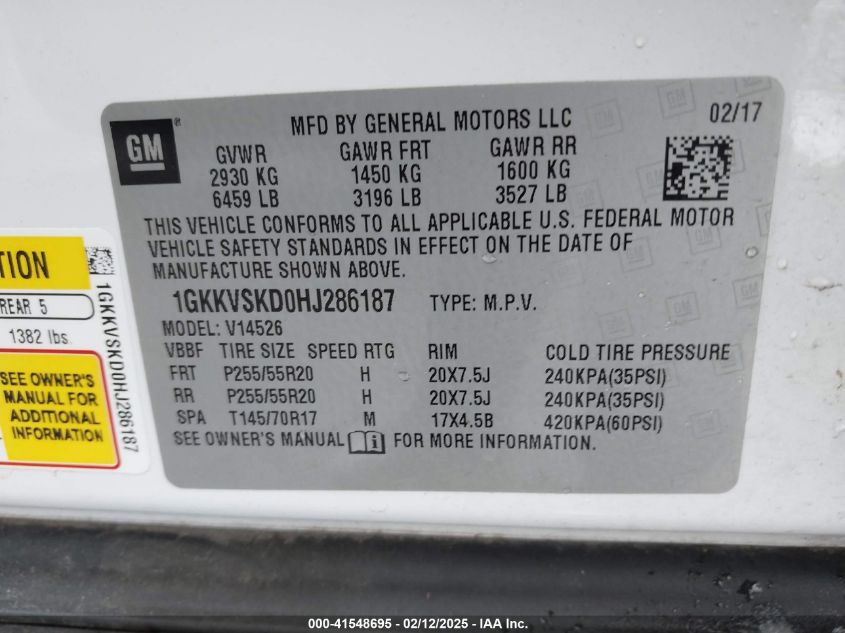 GM
MFD BY GENERAL MOTORS LLC 02/17
GVWR GAWR FRT GAWR RR
2930 KG 1450 KG 1600 KG
6459 LB 3196 LB 3527 LB
THIS VEHICLE CONFORMS TO ALL APPLICABLE U.S. FEDERAL MOTOR
VEHICLE SAFETY STANDARDS IN EFFECT ON THE DATE OF
MANUFACTURE SHOWN ABOVE.
1GKKVSKD0HJ286187 TYPE: M.P.V.
MODEL: V14526
VBBF TIRE SIZE SPEED RTG RIM COLD TIRE PRESSURE
FRT P255/55R20 H 20X7.5J 240KPA(35PSI)
RR P255/55R20 H 20X7.5J 240KPA(35PSI)
SPA T145/70R17 M 17X4.5B 420KPA(60PSI)
SEE OWNER'S MANUAL FOR MORE INFORMATION.
TION
REAR 5
1382 lbs.
SEE OWNER'S
MANUAL FOR
ADDITIONAL
INFORMATION
1GKKVSKD0HJ286187
000-41548695 - 02/12/2025 - IAA Inc.